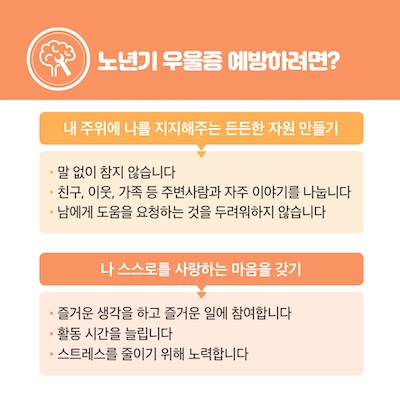 노년기 우울증 예방하려면?
내 주위에 나를 지지해주는 든든한 자원 만들기
• 말 없이 참지 않습니다
• 친구, 이웃, 가족 등 주변사람과 자주 이야기를 나눕니다
• 남에게 도움을 요청하는 것을 두려워하지 않습니다
나 스스로를 사랑하는 마음을 갖기
• 즐거운 생각을 하고 즐거운 일에 참여합니다
• 활동 시간을 늘립니다
• 스트레스를 줄이기 위해 노력합니다